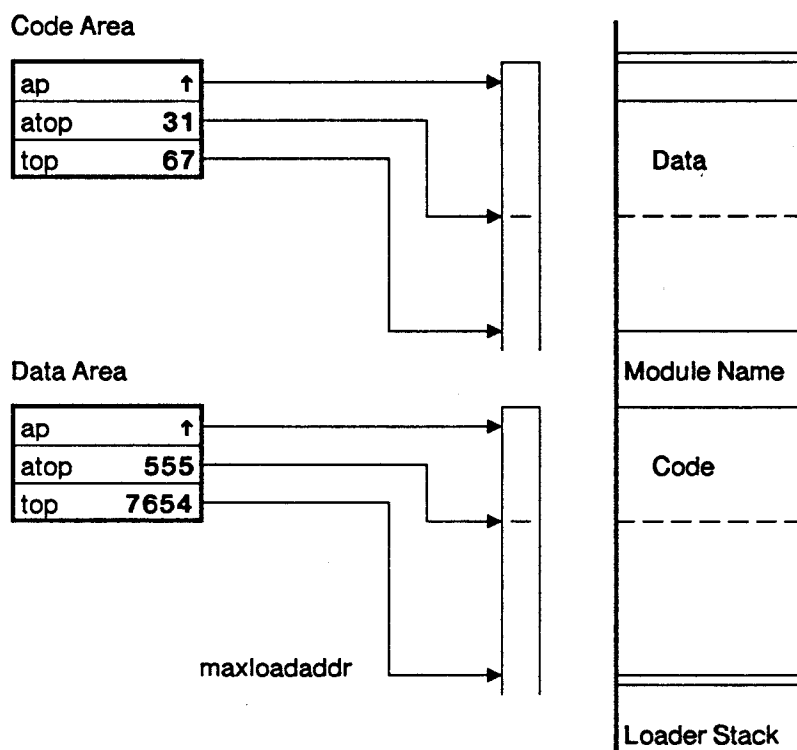 Code Area
ap ↑
atop 31
top 67
Data
Data Area
Module Name
ap ↑
atop 555
Code
top 7654
maxloadaddr
Loader Stack